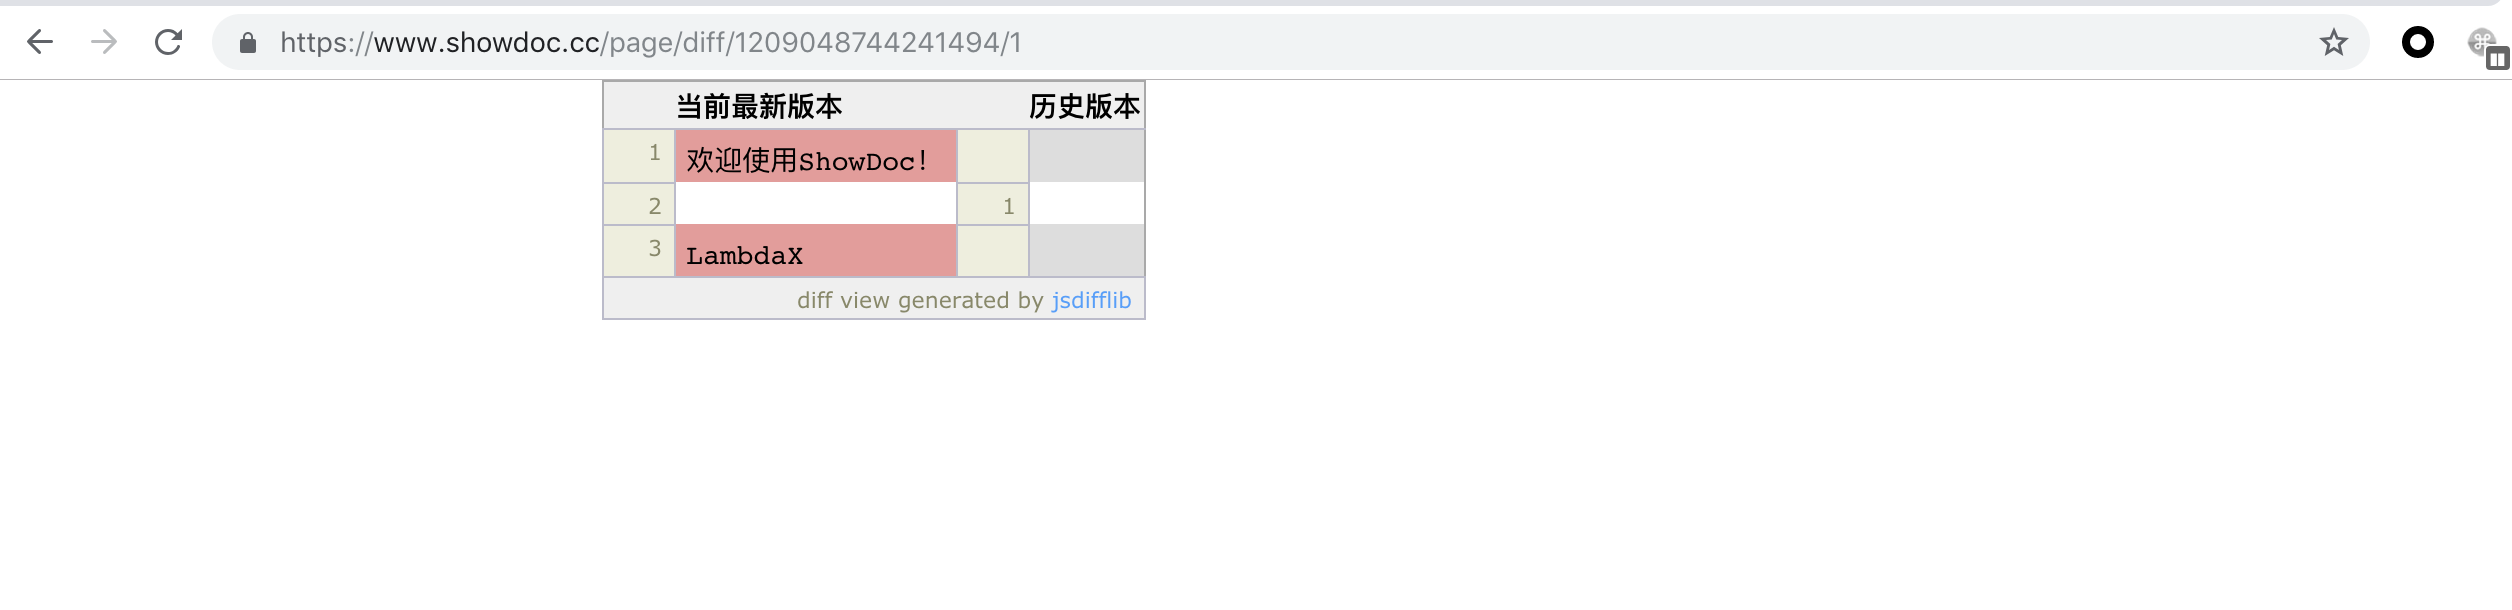 https://www.showdoc.cc/page/diff/1209048744241494/1
当前最新版本 历史版本
1 欢迎使用ShowDoc!
2 1
3 LambdaX
diff view generated by jsdifflib